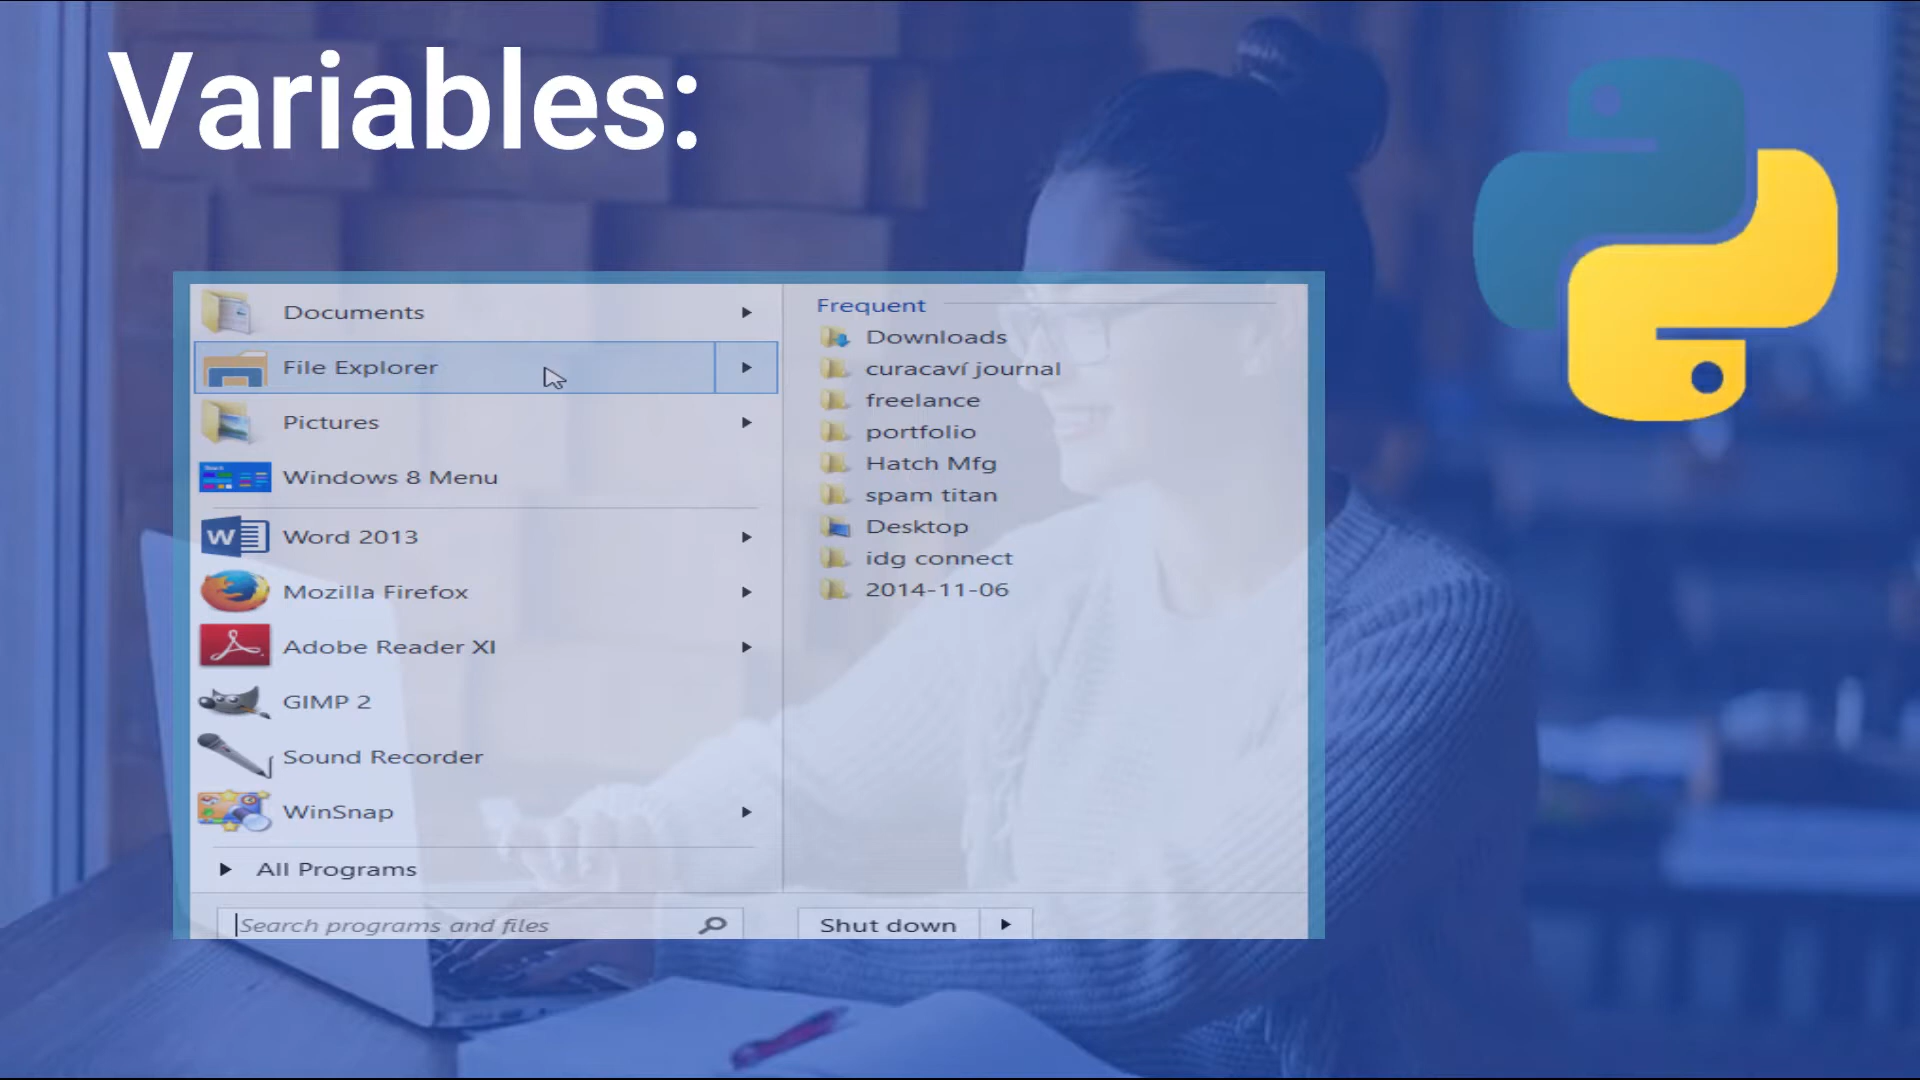 Variables:
Documents
File Explorer
Pictures
Windows 8 Menu
Word 2013
Mozilla Firefox
Adobe Reader XI
GIMP 2
Sound Recorder
WinSnap
All Programs
Search programs and files
Frequent
Downloads
curacaví journal
freelance
portfolio
Hatch Mfg
spam titan
Desktop
idg connect
2014-11-06
Shut down